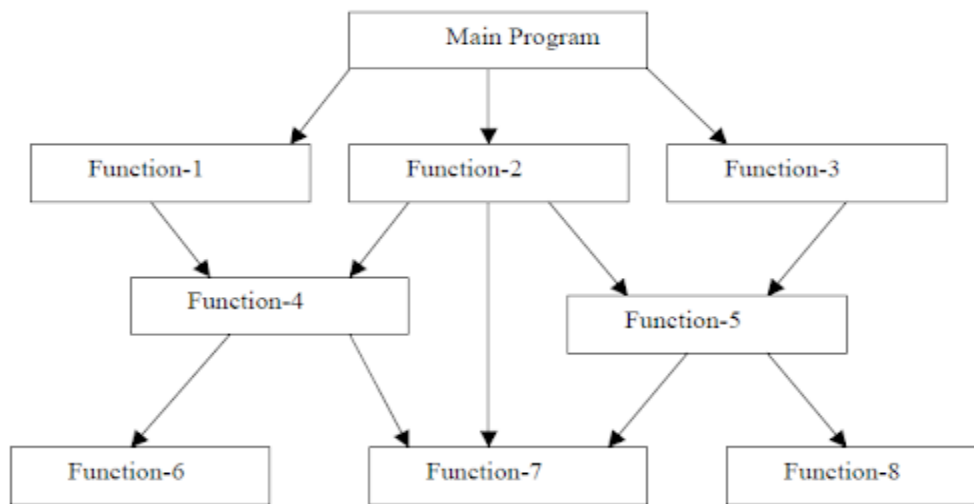 Main Program
Function-1
Function-2
Function-3
Function-4
Function-5
Function-6
Function-7
Function-8